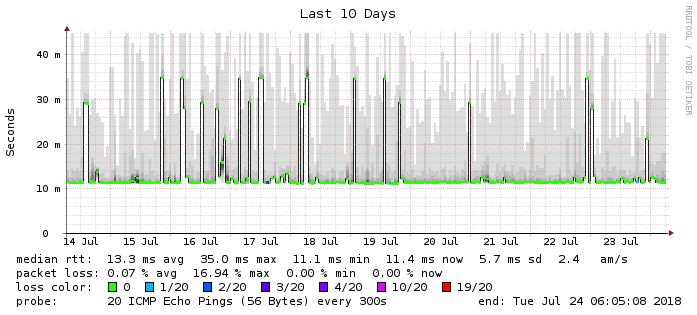 Last 10 Days
RRDTOOL / TOBI OETIKER
Seconds
40 m
30 m
20 m
10 m
0
14 Jul 15 Jul 16 Jul 17 Jul 18 Jul 19 Jul 20 Jul 21 Jul 22 Jul 23 Jul
median rtt: 13.3 ms avg 35.0 ms max 11.1 ms min 11.4 ms now 5.7 ms sd 2.4 am/s
packet loss: 0.07 % avg 16.94 % max 0.00 % min 0.00 % now
loss color: 0 1/20 2/20 3/20 4/20 10/20 19/20
probe: 20 ICMP Echo Pings (56 Bytes) every 300s end: Tue Jul 24 06:05:08 2018